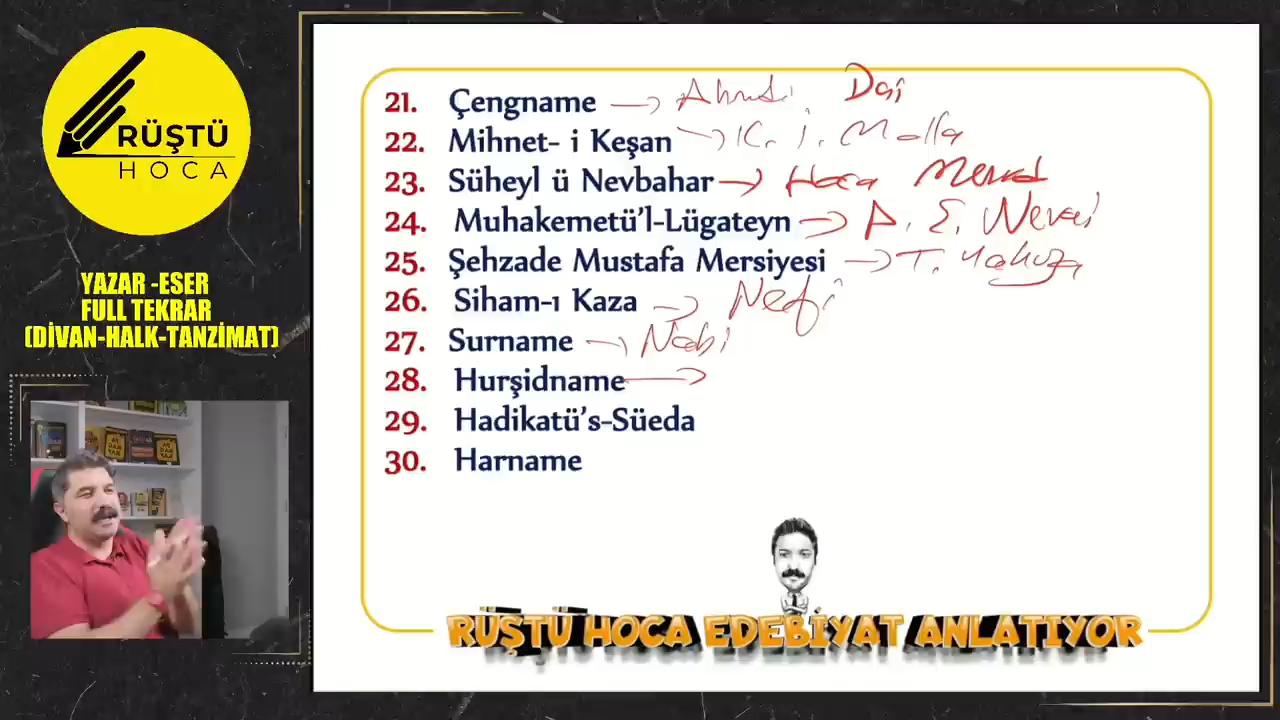 RÜŞTÜ
HOCA
YAZAR -ESER
FULL TEKRAR
(DİVAN-HALK-TANZİMAT)
21. Çengname → Ahmedi Dai
22. Mihnet- i Keşan → K. İ. Molla
23. Süheyl ü Nevbahar → Hoca Mesud
24. Muhakemetü'l-Lügateyn → A. Ş. Nevai
25. Şehzade Mustafa Mersiyesi → T. Yahya
26. Siham-ı Kaza → Nefi
27. Surname → Nabi
28. Hurşidname →
29. Hadikatü's-Süeda
30. Harname
RÜŞTÜ HOCA EDEBİYAT ANLATIYOR